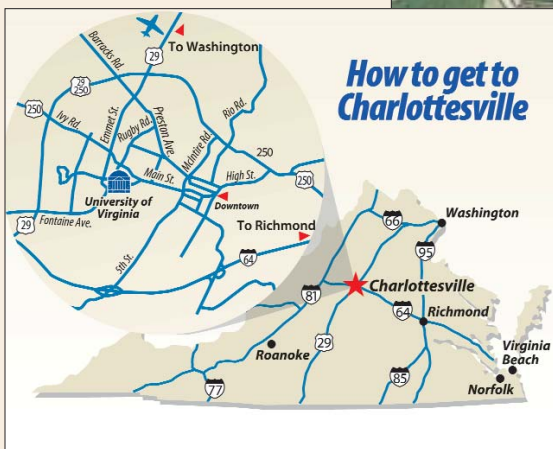 How to get to
Charlottesville
To Washington
29
Barracks Rd.
29
250
250
Ivy Rd.
Emmet St.
Rugby Rd.
Preston Ave.
McIntire Rd.
Rio Rd.
250
Main St.
High St.
250
University of
Virginia
Downtown
Fontaine Ave.
29
To Richmond
5th St.
64
66
Washington
95
Charlottesville
81
64
Richmond
29
Roanoke
Virginia
Beach
77
85
Norfolk